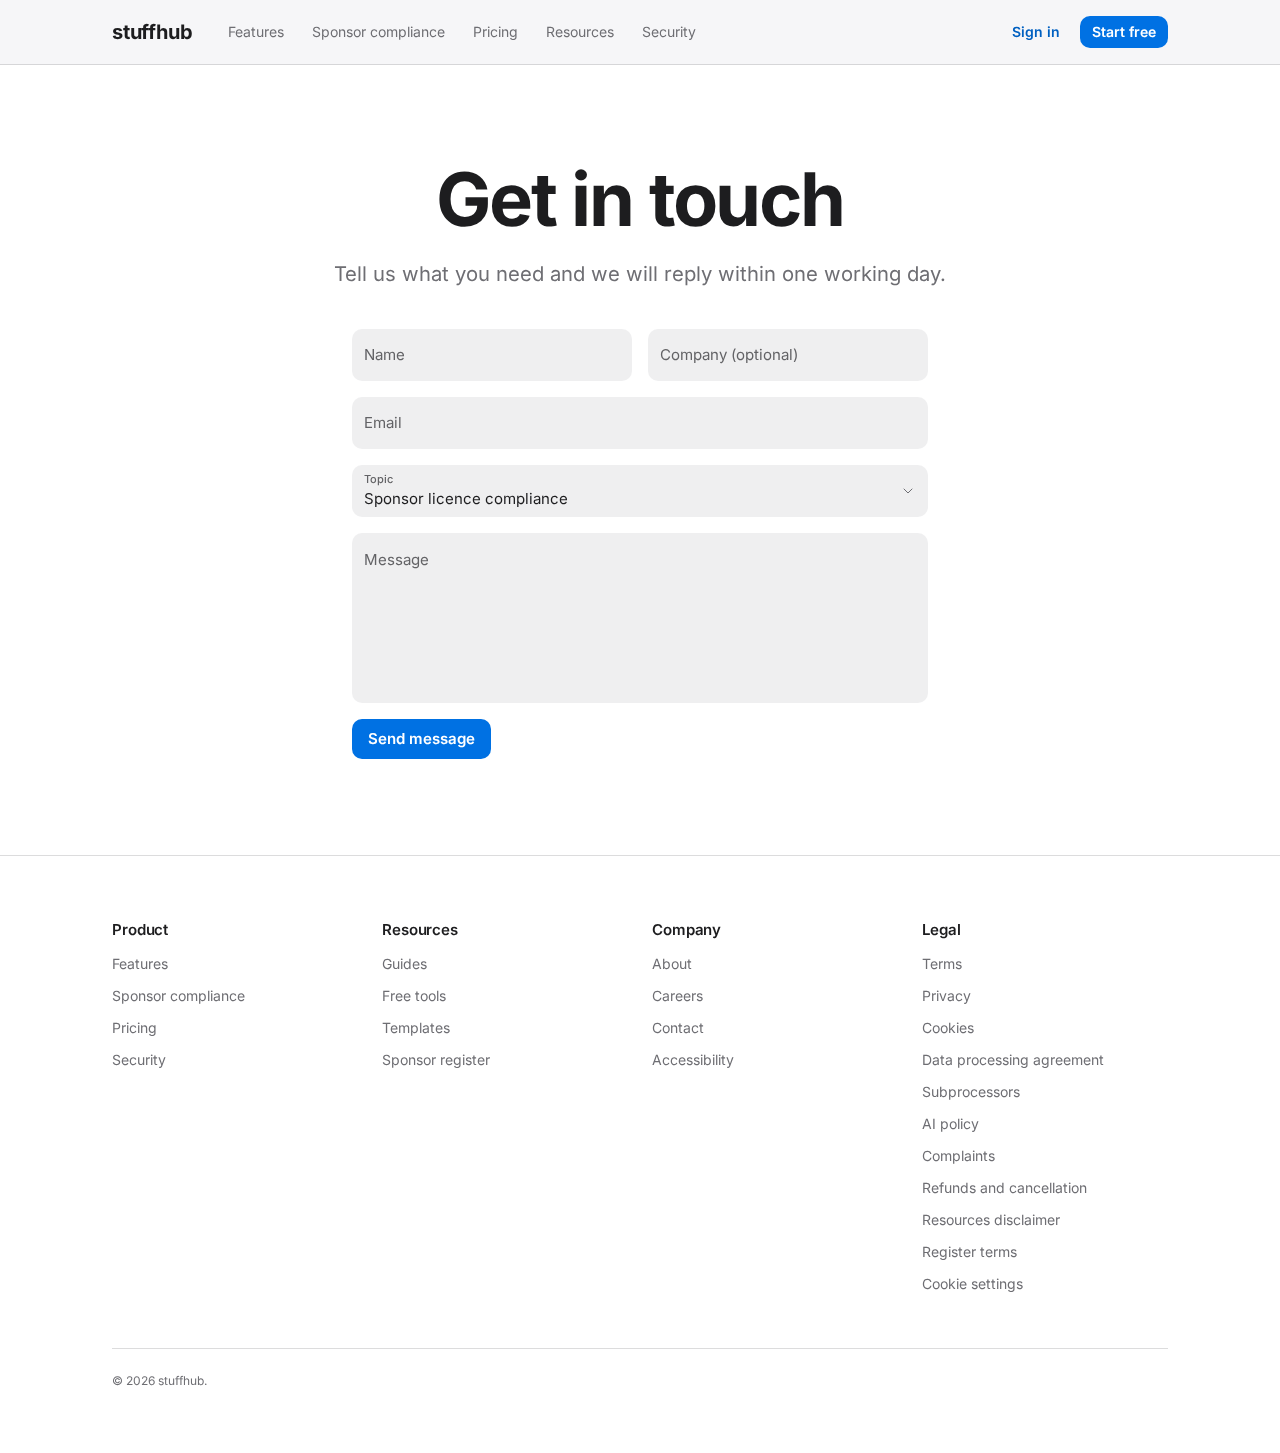 stuffhub
Features
Sponsor compliance
Pricing
Resources
Security
Sign in
Start free
Get in touch
Tell us what you need and we will reply within one working day.
Name
Company (optional)
Email
Topic
Sponsor licence compliance
Message
Send message
Product
Features
Sponsor compliance
Pricing
Security
Resources
Guides
Free tools
Templates
Sponsor register
Company
About
Careers
Contact
Accessibility
Legal
Terms
Privacy
Cookies
Data processing agreement
Subprocessors
AI policy
Complaints
Refunds and cancellation
Resources disclaimer
Register terms
Cookie settings
© 2026 stuffhub.